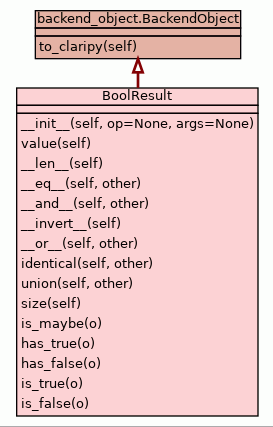 backend_object.BackendObject
to_claripy(self)
BoolResult
__init__(self, op=None, args=None)
value(self)
__len__(self)
__eq__(self, other)
__and__(self, other)
__invert__(self)
__or__(self, other)
identical(self, other)
union(self, other)
size(self)
is_maybe(o)
has_true(o)
has_false(o)
is_true(o)
is_false(o)